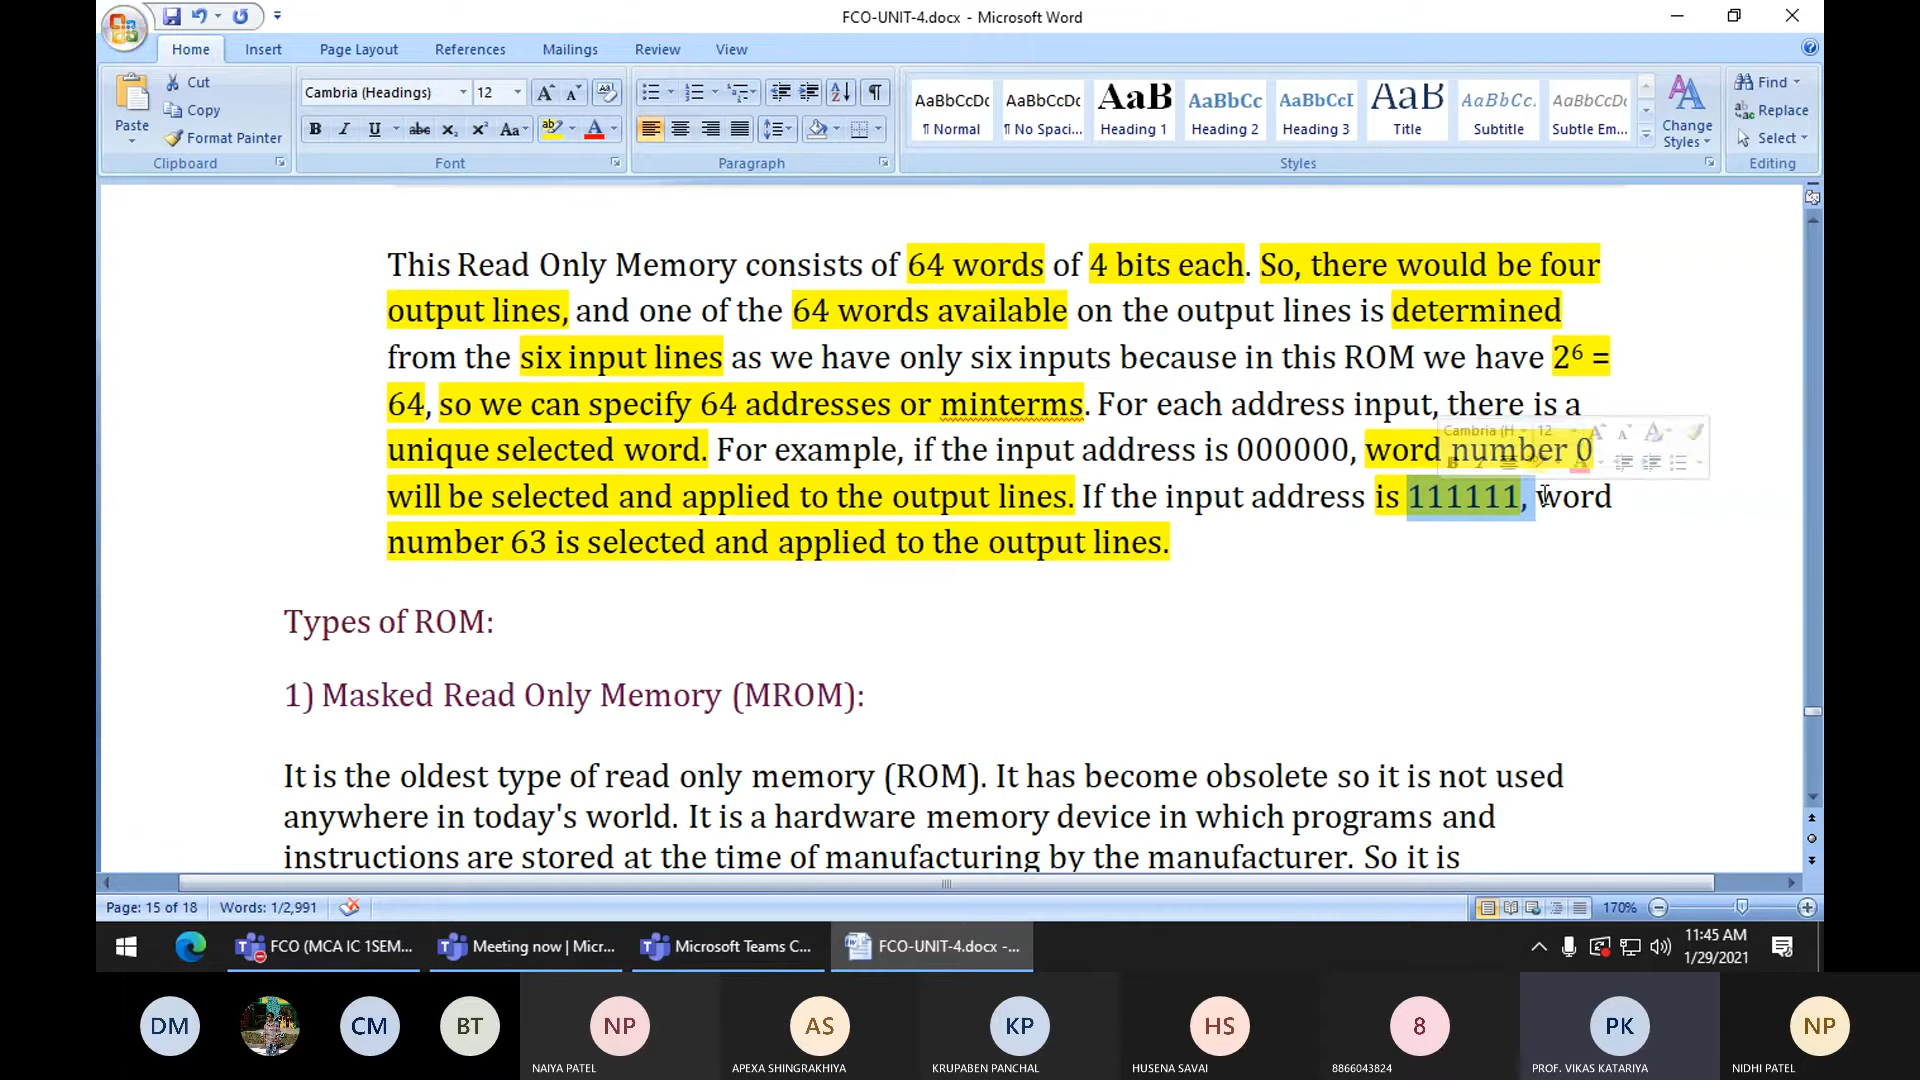 FCO-UNIT-4.docx - Microsoft Word
Home Insert Page Layout References Mailings Review View
Paste
Cut
Copy
Format Painter
Clipboard
Cambria (Headings) 12
Font
Paragraph
AaBbCcDc AaBbCcDc AaB AaBbCc AaBbCcI AaB AaBbCc. AaBbCcDc
¶ Normal ¶ No Spaci... Heading 1 Heading 2 Heading 3 Title Subtitle Subtle Em...
Change Styles
Styles
Find
Replace
Select
Editing
This Read Only Memory consists of 64 words of 4 bits each. So, there would be four
output lines, and one of the 64 words available on the output lines is determined
from the six input lines as we have only six inputs because in this ROM we have 2⁶ =
64, so we can specify 64 addresses or minterms. For each address input, there is a
unique selected word. For example, if the input address is 000000, word number 0
will be selected and applied to the output lines. If the input address is 111111, word
number 63 is selected and applied to the output lines.
Cambria (H 12
Types of ROM:
1) Masked Read Only Memory (MROM):
It is the oldest type of read only memory (ROM). It has become obsolete so it is not used
anywhere in today's world. It is a hardware memory device in which programs and
instructions are stored at the time of manufacturing by the manufacturer. So it is
Page: 15 of 18 Words: 1/2,991 170%
FCO (MCA IC 1SEM... Meeting now | Micr... Microsoft Teams C... FCO-UNIT-4.docx -...
11:45 AM
1/29/2021
DM CM BT NP AS KP HS 8 PK NP
NAIYA PATEL APEXA SHINGRAKHIYA KRUPABEN PANCHAL HUSENA SAVAI 8866043824 PROF. VIKAS KATARIYA NIDHI PATEL